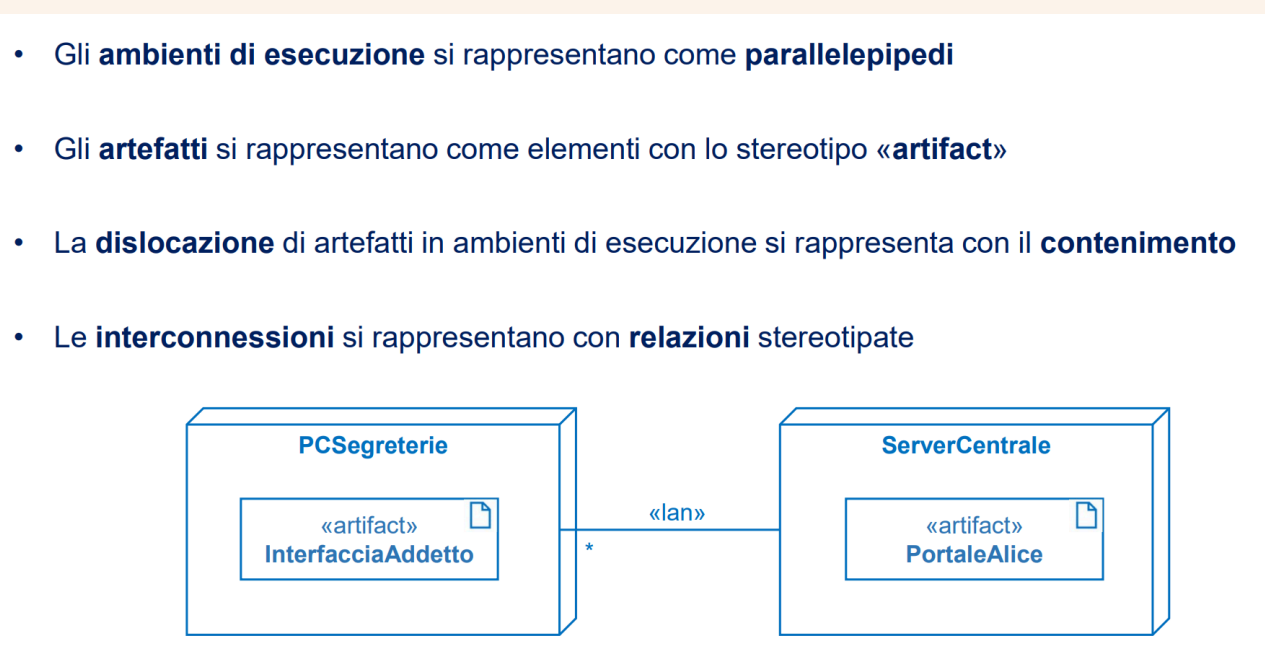 • Gli ambienti di esecuzione si rappresentano come parallelepipedi
• Gli artefatti si rappresentano come elementi con lo stereotipo «artifact»
• La dislocazione di artefatti in ambienti di esecuzione si rappresenta con il contenimento
• Le interconnessioni si rappresentano con relazioni stereotipate
PCSegreterie
«artifact»
InterfacciaAddetto
«lan»
*
ServerCentrale
«artifact»
PortaleAlice